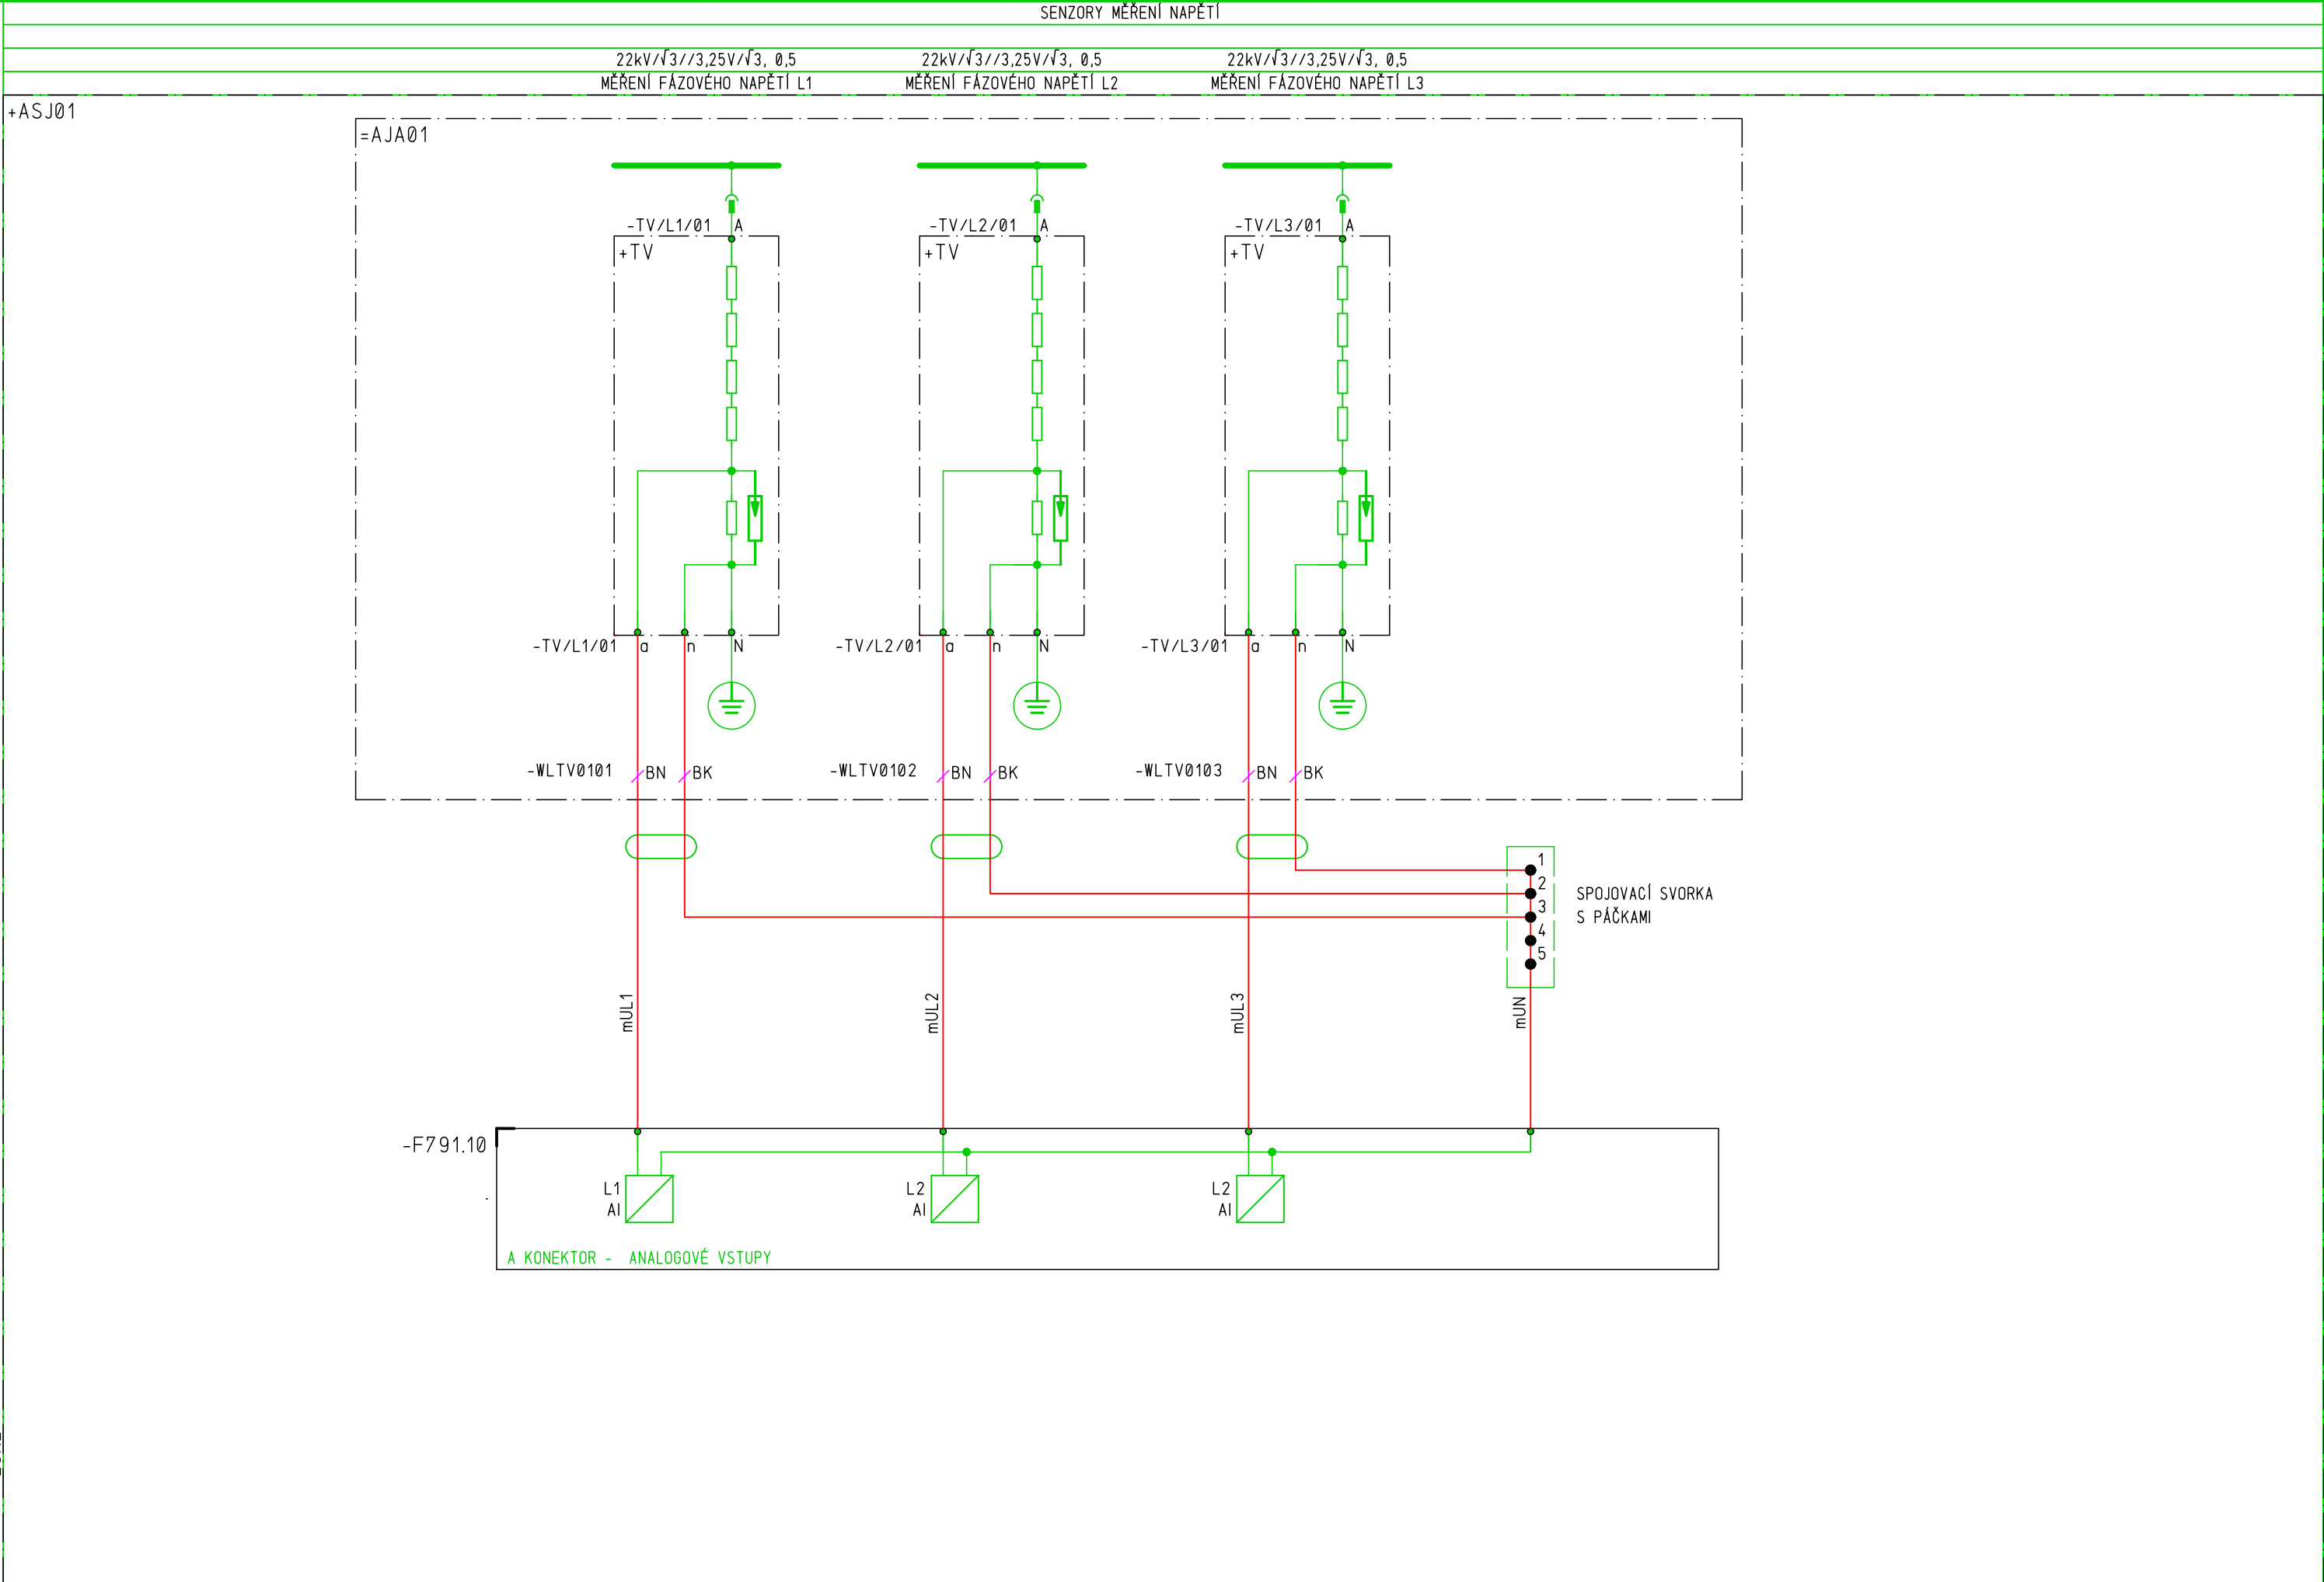 SENZORY MĚŘENÍ NAPĚTÍ
22kV/√3//3,25V/√3, 0,5
22kV/√3//3,25V/√3, 0,5
22kV/√3//3,25V/√3, 0,5
MĚŘENÍ FÁZOVÉHO NAPĚTÍ L1
MĚŘENÍ FÁZOVÉHO NAPĚTÍ L2
MĚŘENÍ FÁZOVÉHO NAPĚTÍ L3
+ASJ01
=AJA01
-TV/L1/01 A
-TV/L2/01 A
-TV/L3/01 A
+TV
+TV
+TV
-TV/L1/01 a n N
-TV/L2/01 a n N
-TV/L3/01 a n N
-WLTV0101 BN BK
-WLTV0102 BN BK
-WLTV0103 BN BK
1
2
3
4
5
SPOJOVACÍ SVORKA
S PÁČKAMI
mUL1
mUL2
mUL3
mUN
-F791.10
L1
AI
L2
AI
L2
AI
A KONEKTOR - ANALOGOVÉ VSTUPY